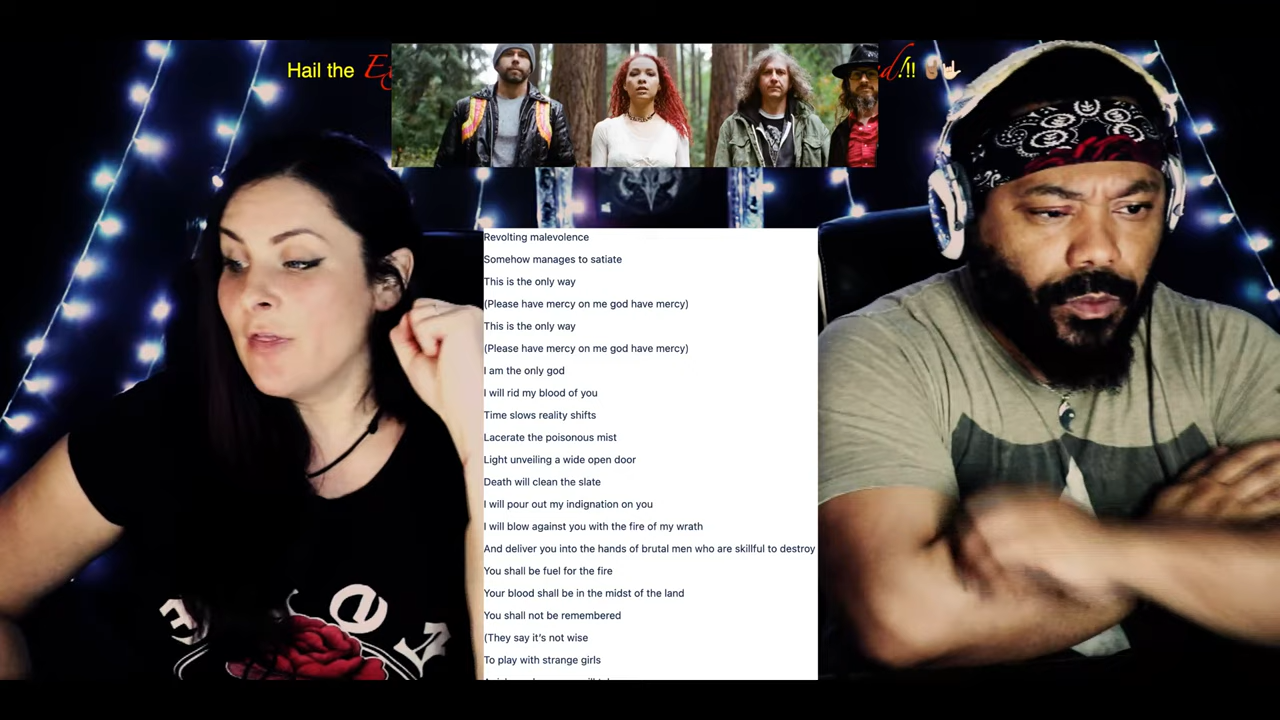 Hail the
!!
Revolting malevolence
Somehow manages to satiate
This is the only way
(Please have mercy on me god have mercy)
This is the only way
(Please have mercy on me god have mercy)
I am the only god
I will rid my blood of you
Time slows reality shifts
Lacerate the poisonous mist
Light unveiling a wide open door
Death will clean the slate
I will pour out my indignation on you
I will blow against you with the fire of my wrath
And deliver you into the hands of brutal men who are skillful to destroy
You shall be fuel for the fire
Your blood shall be in the midst of the land
You shall not be remembered
(They say it’s not wise
To play with strange girls